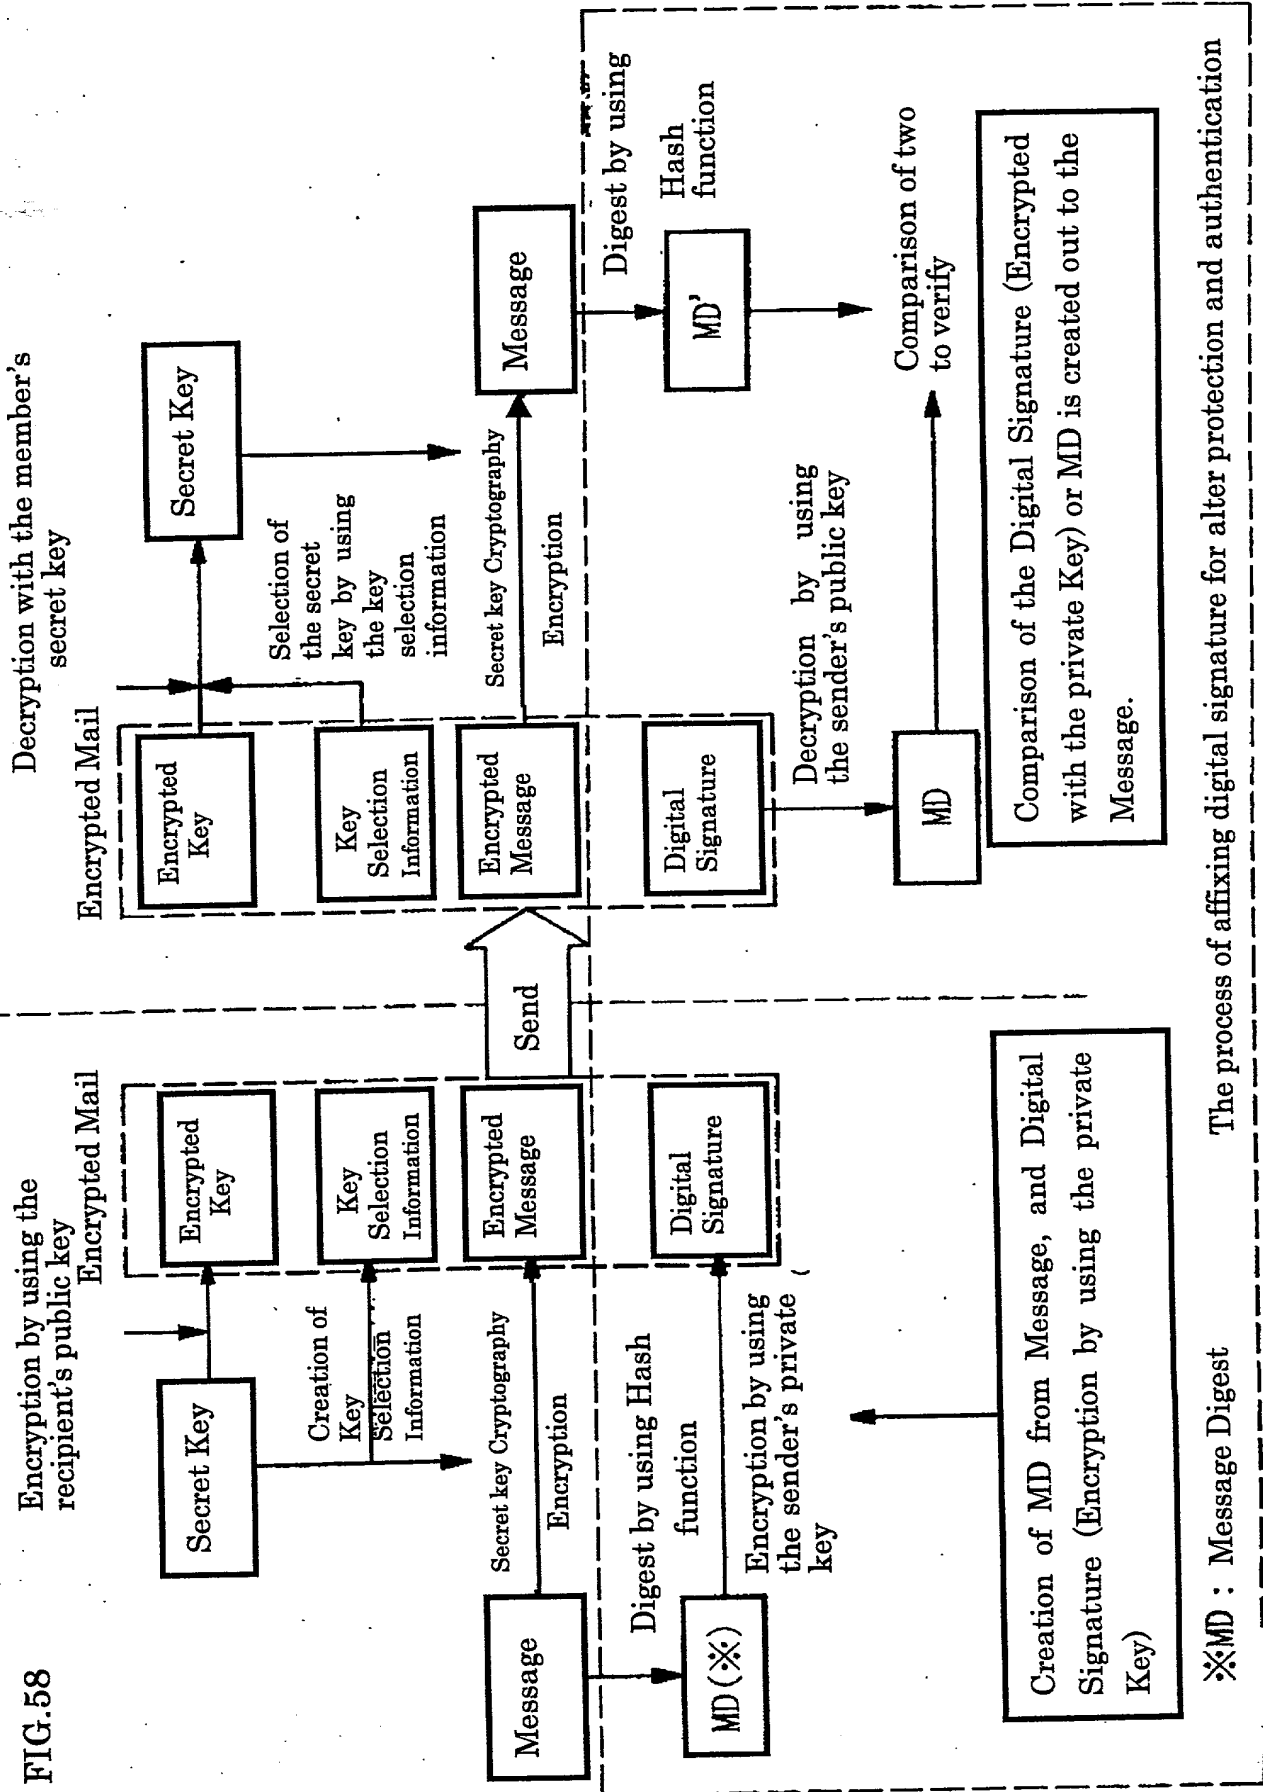 FIG.58
Encryption by using the
recipient's public key
Encrypted Mail
Secret Key
Encrypted
Key
Creation of
Key
Selection
Information
Key
Selection
Information
Secret key Cryptography
Encryption
Message
Encrypted
Message
Send
Digest by using Hash
function
MD(※)
Encryption by using
the sender's private
key
Digital
Signature
Creation of MD from Message, and Digital
Signature (Encryption by using the private
Key)
※MD : Message Digest
Decryption with the member's
secret key
Encrypted Mail
Encrypted
Key
Secret Key
Key
Selection
Information
Selection of
the secret
key by using
the key
selection
information
Encrypted
Message
Secret key Cryptography
Encryption
Message
Digest by using
Hash
function
MD'
Digital
Signature
Decryption by using
the sender's public key
MD
Comparison of two
to verify
Comparison of the Digital Signature (Encrypted
with the private Key) or MD is created out to the
Message.
The process of affixing digital signature for alter protection and authentication